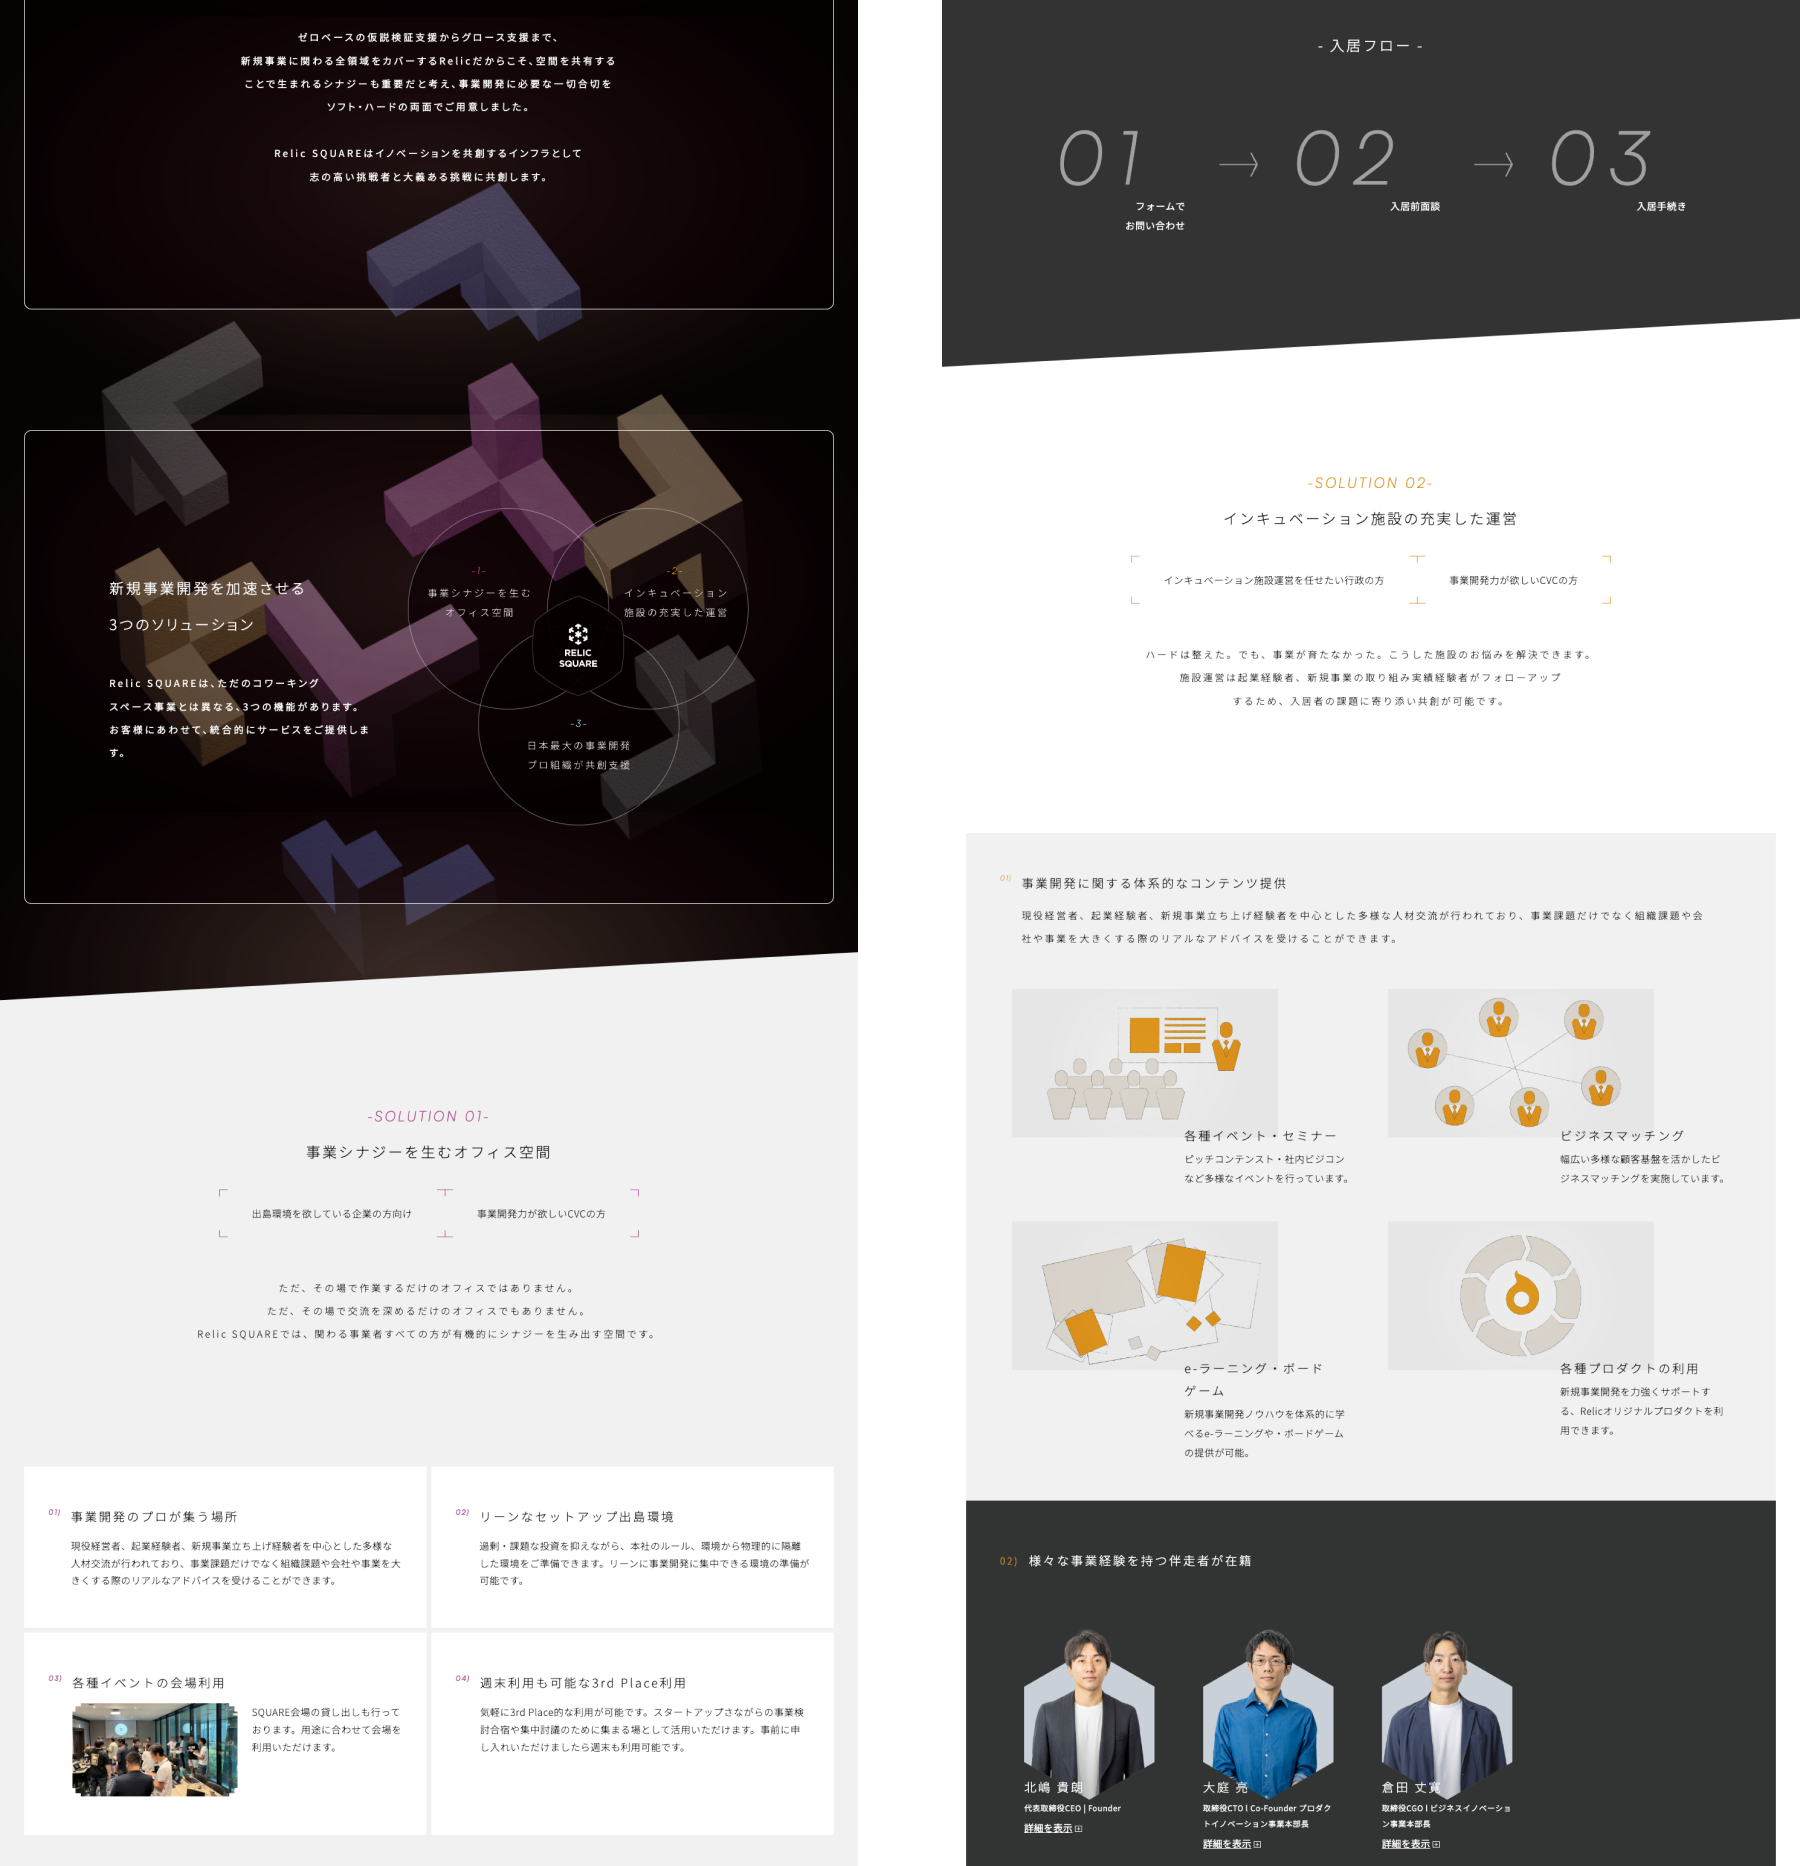 ゼロベースの仮説検証支援からグロース支援まで、
新規事業に関わる全領域をカバーするRelicだからこそ、空間を共有する
ことで生まれるシナジーも重要だと考え、事業開発に必要な一切合切を
ソフト・ハードの両面でご用意しました。
Relic SQUAREはイノベーションを共創するインフラとして
志の高い挑戦者と大義ある挑戦に共創します。
新規事業開発を加速させる
3つのソリューション
Relic SQUAREは、ただのコワーキング
スペース事業とは異なる、3つの機能があります。
お客様にあわせて、統合的にサービスをご提供しま
す。
-1-
事業シナジーを生む
オフィス空間
-2-
インキュベーション
施設の充実した運営
RELIC
SQUARE
-3-
日本最大の事業開発
プロ組織が共創支援
-SOLUTION 01-
事業シナジーを生むオフィス空間
出島環境を欲している企業の方向け
事業開発力が欲しいCVCの方
ただ、その場で作業するだけのオフィスではありません。
ただ、その場で交流を深めるだけのオフィスでもありません。
Relic SQUAREでは、関わる事業者すべての方が有機的にシナジーを生み出す空間です。
01) 事業開発のプロが集う場所
現役経営者、起業経験者、新規事業立ち上げ経験者を中心とした多様な
人材交流が行われており、事業課題だけでなく組織課題や会社や事業を大
きくする際のリアルなアドバイスを受けることができます。
02) リーンなセットアップ出島環境
過剰・課題な投資を抑えながら、本社のルール、環境から物理的に隔離
した環境をご準備できます。リーンに事業開発に集中できる環境の準備が
可能です。
03) 各種イベントの会場利用
SQUARE会場の貸し出しも行って
おります。用途に合わせて会場を
利用いただけます。
04) 週末利用も可能な3rd Place利用
気軽に3rd Place的な利用が可能です。スタートアップさながらの事業検
討合宿や集中討議のために集まる場として活用いただけます。事前に申
し入れいただけましたら週末も利用可能です。
- 入居フロー -
01
フォームで
お問い合わせ
02
入居前面談
03
入居手続き
-SOLUTION 02-
インキュベーション施設の充実した運営
インキュベーション施設運営を任せたい行政の方
事業開発力が欲しいCVCの方
ハードは整えた。でも、事業が育たなかった。こうした施設のお悩みを解決できます。
施設運営は起業経験者、新規事業の取り組み実績経験者がフォローアップ
するため、入居者の課題に寄り添い共創が可能です。
01) 事業開発に関する体系的なコンテンツ提供
現役経営者、起業経験者、新規事業立ち上げ経験者を中心とした多様な人材交流が行われており、事業課題だけでなく組織課題や会
社や事業を大きくする際のリアルなアドバイスを受けることができます。
各種イベント・セミナー
ピッチコンテンスト・社内ビジコン
など多様なイベントを行っています。
ビジネスマッチング
幅広い多様な顧客基盤を活かしたビ
ジネスマッチングを実施しています。
e-ラーニング・ボード
ゲーム
新規事業開発ノウハウを体系的に学
べるe-ラーニングや・ボードゲーム
の提供が可能。
各種プロダクトの利用
新規事業開発を力強くサポートす
る、Relicオリジナルプロダクトを利
用できます。
02) 様々な事業経験を持つ伴走者が在籍
北嶋 貴朗
代表取締役CEO | Founder
詳細を表示
大庭 亮
取締役CTO l Co-Founder プロダク
トイノベーション事業本部長
詳細を表示
倉田 丈寛
取締役CGO l ビジネスイノベーショ
ン事業本部長
詳細を表示